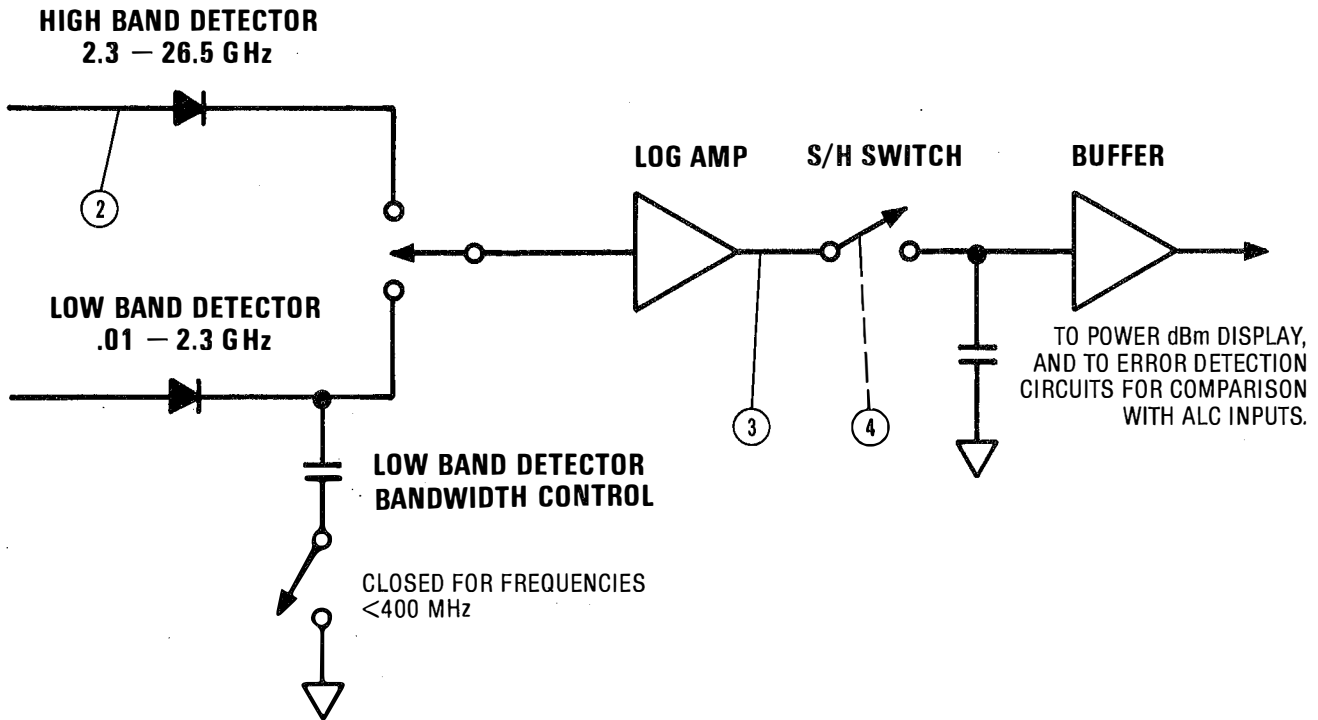 HIGH BAND DETECTOR
2.3 — 26.5 GHz
2
LOG AMP
S/H SWITCH
BUFFER
LOW BAND DETECTOR
.01 — 2.3 GHz
3
4
TO POWER dBm DISPLAY,
AND TO ERROR DETECTION
CIRCUITS FOR COMPARISON
WITH ALC INPUTS.
LOW BAND DETECTOR
BANDWIDTH CONTROL
CLOSED FOR FREQUENCIES
<400 MHz